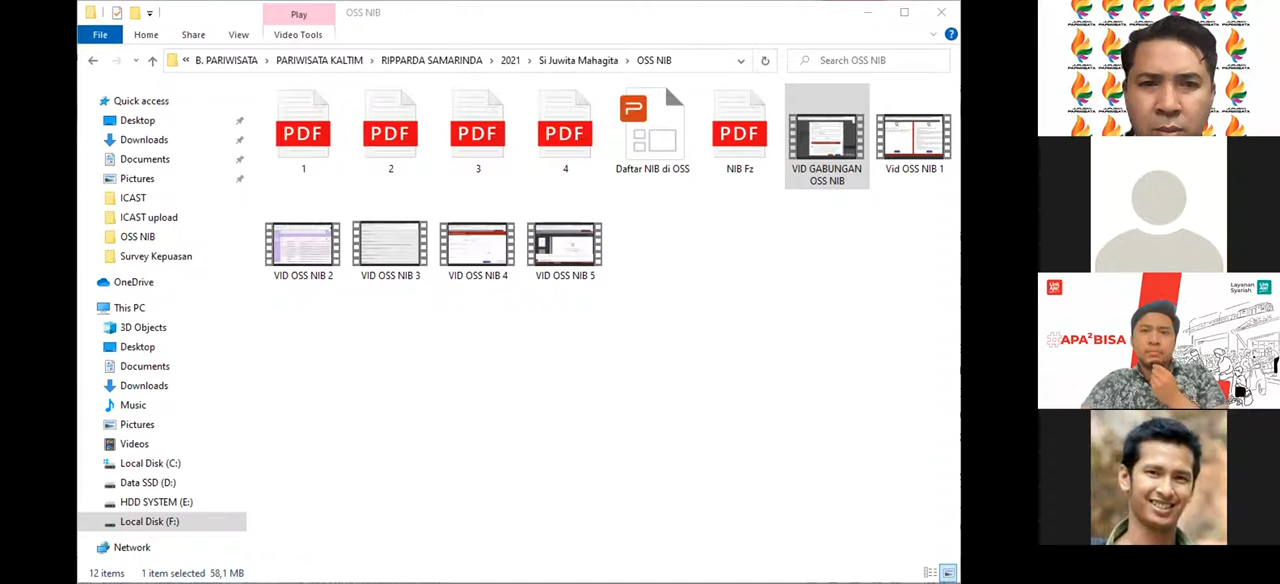 Play
OSS NIB
File
Home
Share
View
Video Tools
« B. PARIWISATA › PARIWISATA KALTIM › RIPPARDA SAMARINDA › 2021 › Si Juwita Mahagita › OSS NIB
Search OSS NIB
Quick access
Desktop
Downloads
Documents
Pictures
ICAST
ICAST upload
OSS NIB
Survey Kepuasan
OneDrive
This PC
3D Objects
Desktop
Documents
Downloads
Music
Pictures
Videos
Local Disk (C:)
Data SSD (D:)
HDD SYSTEM (E:)
Local Disk (F:)
Network
PDF
1
PDF
2
PDF
3
PDF
4
P
Daftar NIB di OSS
PDF
NIB Fz
VID GABUNGAN
OSS NIB
Vid OSS NIB 1
VID OSS NIB 2
VID OSS NIB 3
VID OSS NIB 4
VID OSS NIB 5
12 items
1 item selected 58,1 MB
Layanan
Syariah
#APA²BISA